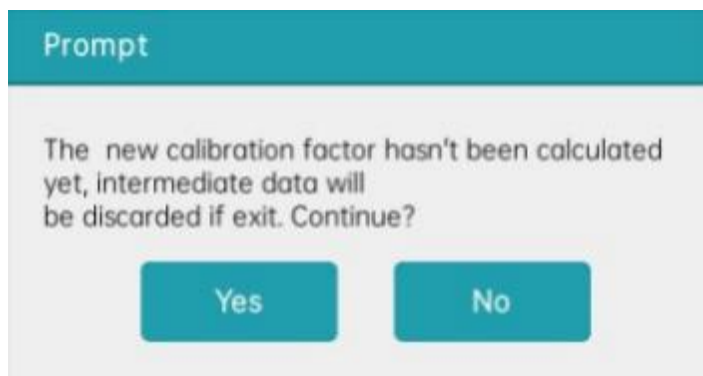 Prompt
The new calibration factor hasn't been calculated
yet, intermediate data will
be discarded if exit. Continue?
Yes No